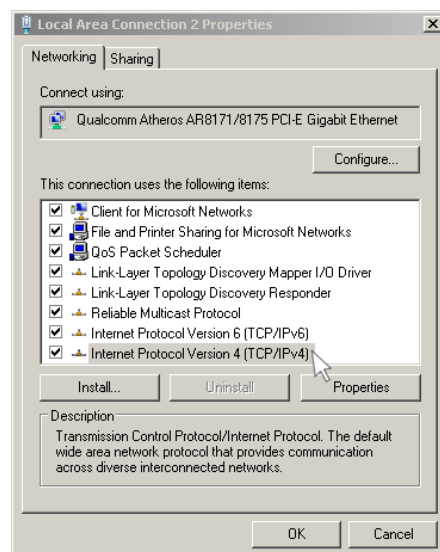 Local Area Connection 2 Properties
Networking
Sharing
Connect using:
Qualcomm Atheros AR8171/8175 PCI-E Gigabit Ethernet
Configure...
This connection uses the following items:
Client for Microsoft Networks
File and Printer Sharing for Microsoft Networks
QoS Packet Scheduler
Link-Layer Topology Discovery Mapper I/O Driver
Link-Layer Topology Discovery Responder
Reliable Multicast Protocol
Internet Protocol Version 6 (TCP/IPv6)
Internet Protocol Version 4 (TCP/IPv4)
Install...
Uninstall
Properties
Description
Transmission Control Protocol/Internet Protocol. The default
wide area network protocol that provides communication
across diverse interconnected networks.
OK
Cancel